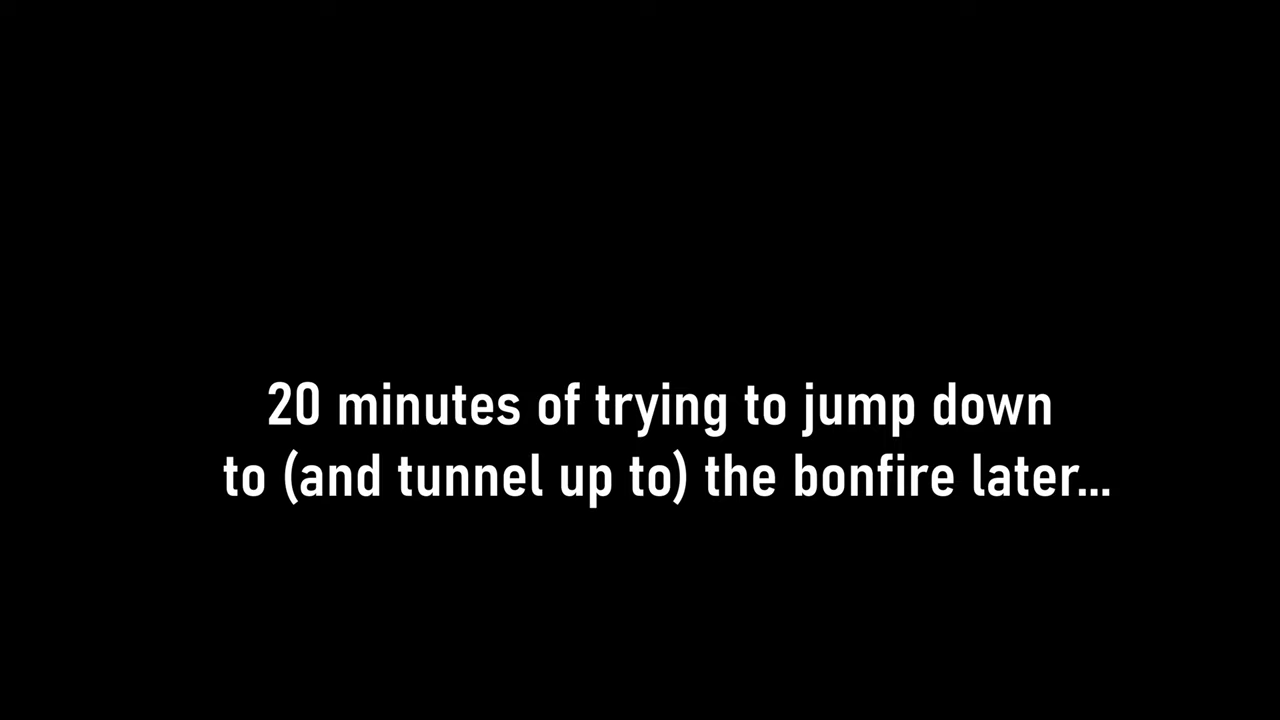 20 minutes of trying to jump down
to (and tunnel up to) the bonfire later...